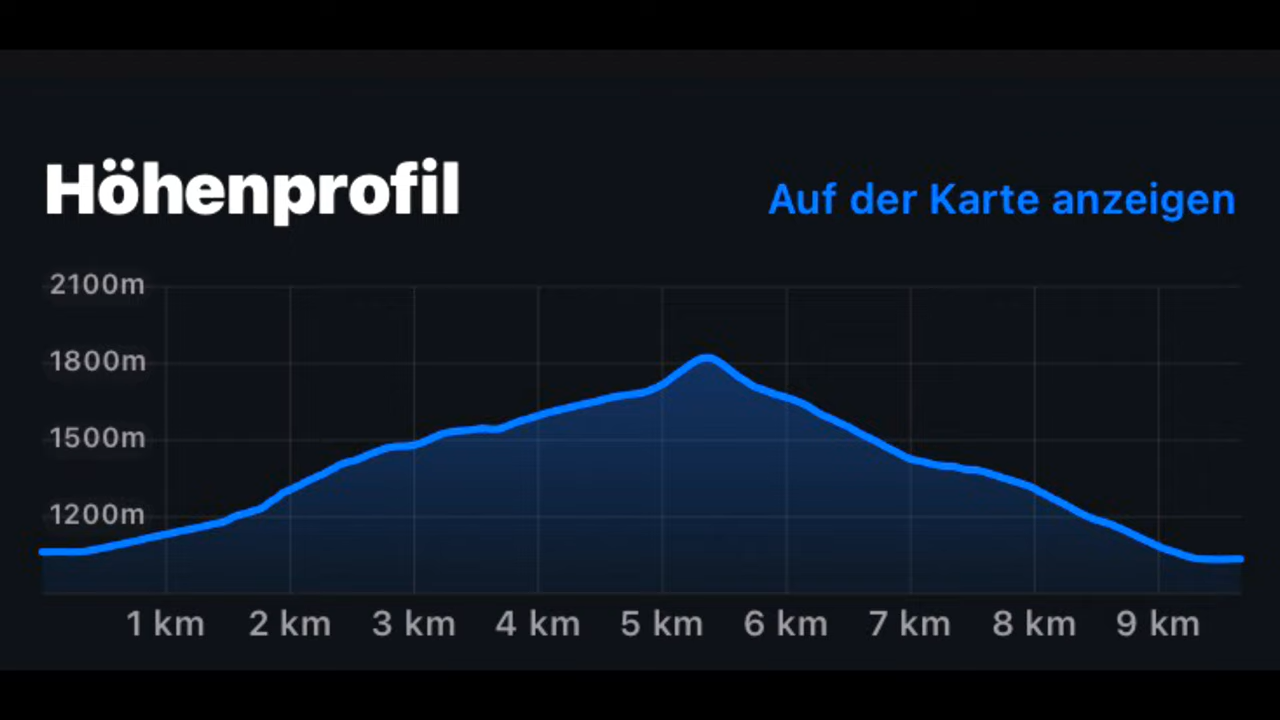 Höhenprofil
Auf der Karte anzeigen
2100m
1800m
1500m
1200m
1 km 2 km 3 km 4 km 5 km 6 km 7 km 8 km 9 km